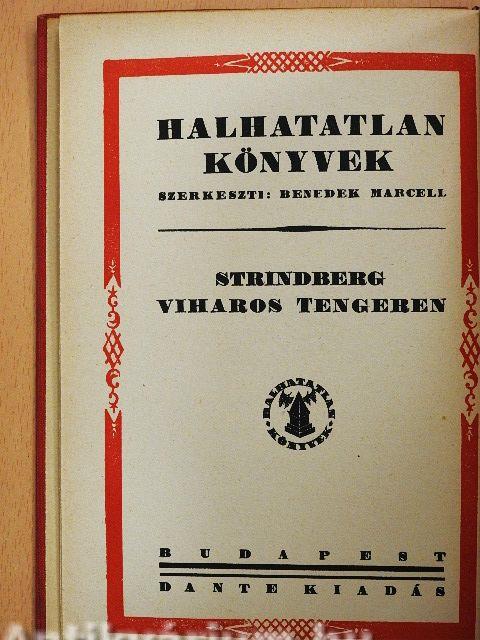 HALHATATLAN
KÖNYVEK
SZERKESZTI: BENEDEK MARCELL
STRINDBERG
VIHAROS TENGEREN
HALHATATLAN
KÖNYVEK
BUDAPEST
DANTE KIADÁS